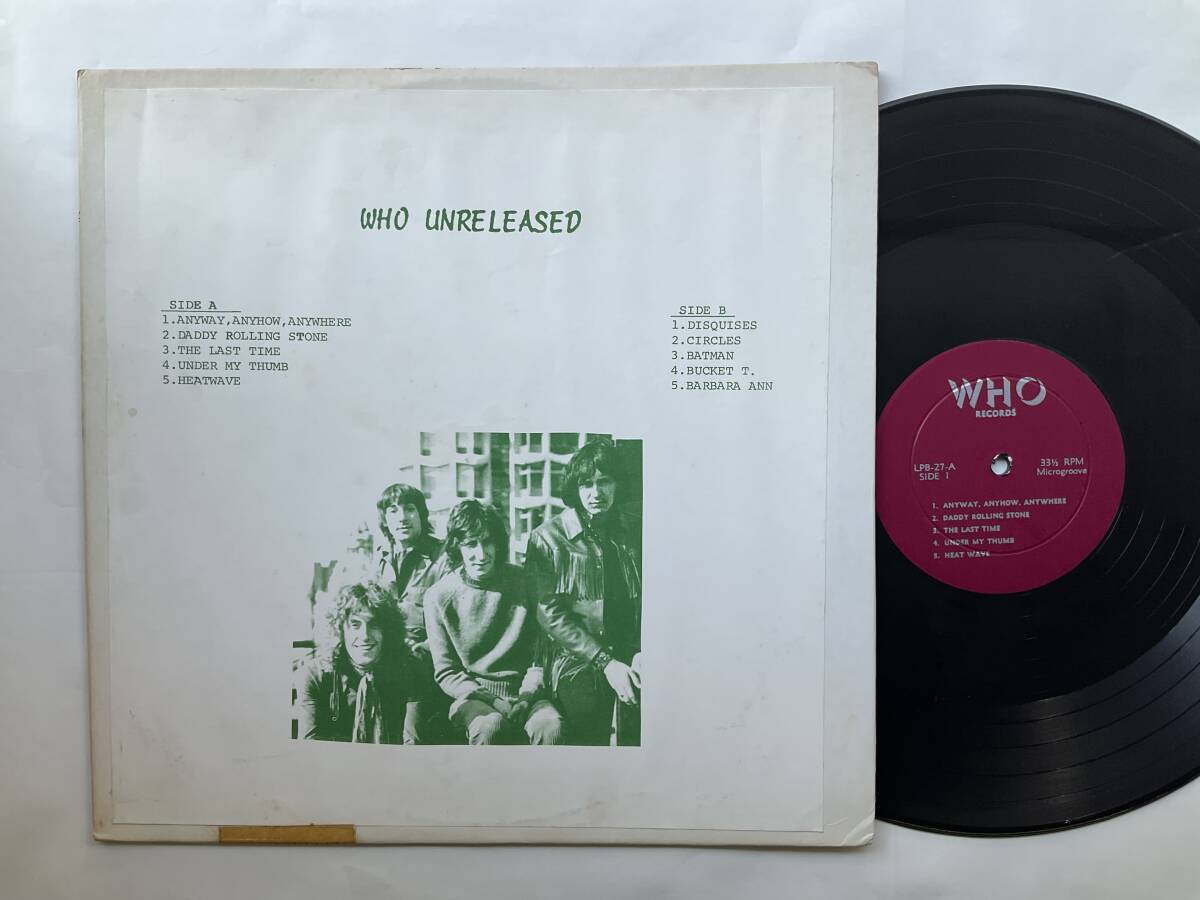 WHO UNRELEASED
SIDE A
1.ANYWAY,ANYHOW,ANYWHERE
2.DADDY ROLLING STONE
3.THE LAST TIME
4.UNDER MY THUMB
5.HEATWAVE
SIDE B
1.DISQUISES
2.CIRCLES
3.BATMAN
4.BUCKET T.
5.BARBARA ANN
WHO
RECORDS
LPB-27-A
SIDE 1
33⅓ RPM
Microgroove
1. ANYWAY, ANYHOW, ANYWHERE
2. DADDY ROLLING STONE
3. THE LAST TIME
4. UNDER MY THUMB
5. HEAT WAVE